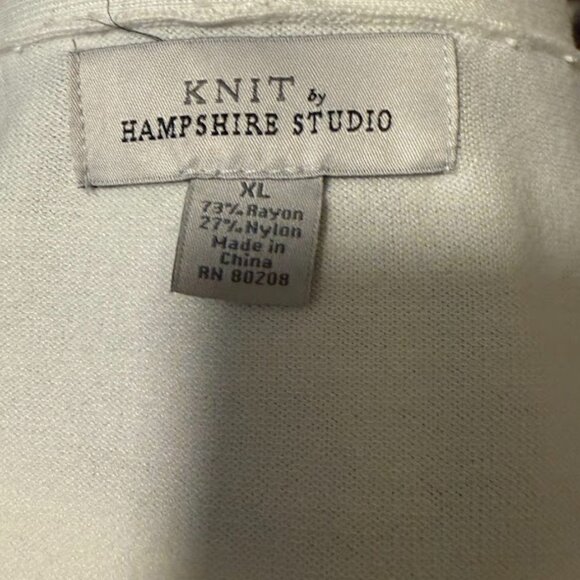 KNIT by
HAMPSHIRE STUDIO
XL
73% Rayon
27% Nylon
Made in
China
RN 80208